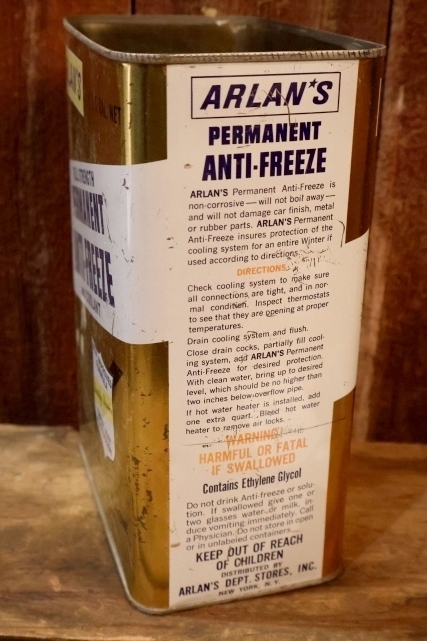 ARLAN'S
PERMANENT
ANTI-FREEZE
ARLAN'S Permanent Anti-Freeze is
non-corrosive — will not boil away —
and will not damage car finish, metal
or rubber parts. ARLAN'S Permanent
Anti-Freeze insures protection of the
cooling system for an entire Winter if
used according to directions.
DIRECTIONS:
Check cooling system to make sure
all connections are tight, and in nor-
mal condition. Inspect thermostats
to see that they are opening at proper
temperatures.
Drain cooling system and flush.
Close drain cocks, partially fill cool-
ing system, add ARLAN'S Permanent
Anti-Freeze for desired protection.
With clean water, bring up to desired
level, which should be no higher than
two inches below overflow pipe.
If hot water heater is installed, add
one extra quart. Bleed hot water
heater to remove air locks.
WARNING!
HARMFUL OR FATAL
IF SWALLOWED
Contains Ethylene Glycol
Do not drink Anti-freeze or solu-
tion. If swallowed give one or
two glasses water or milk, in-
duce vomiting immediately. Call
a Physician. Do not store in open
or in unlabeled containers.
KEEP OUT OF REACH
OF CHILDREN
DISTRIBUTED BY
ARLAN'S DEPT. STORES, INC.
NEW YORK, N. Y.
NET